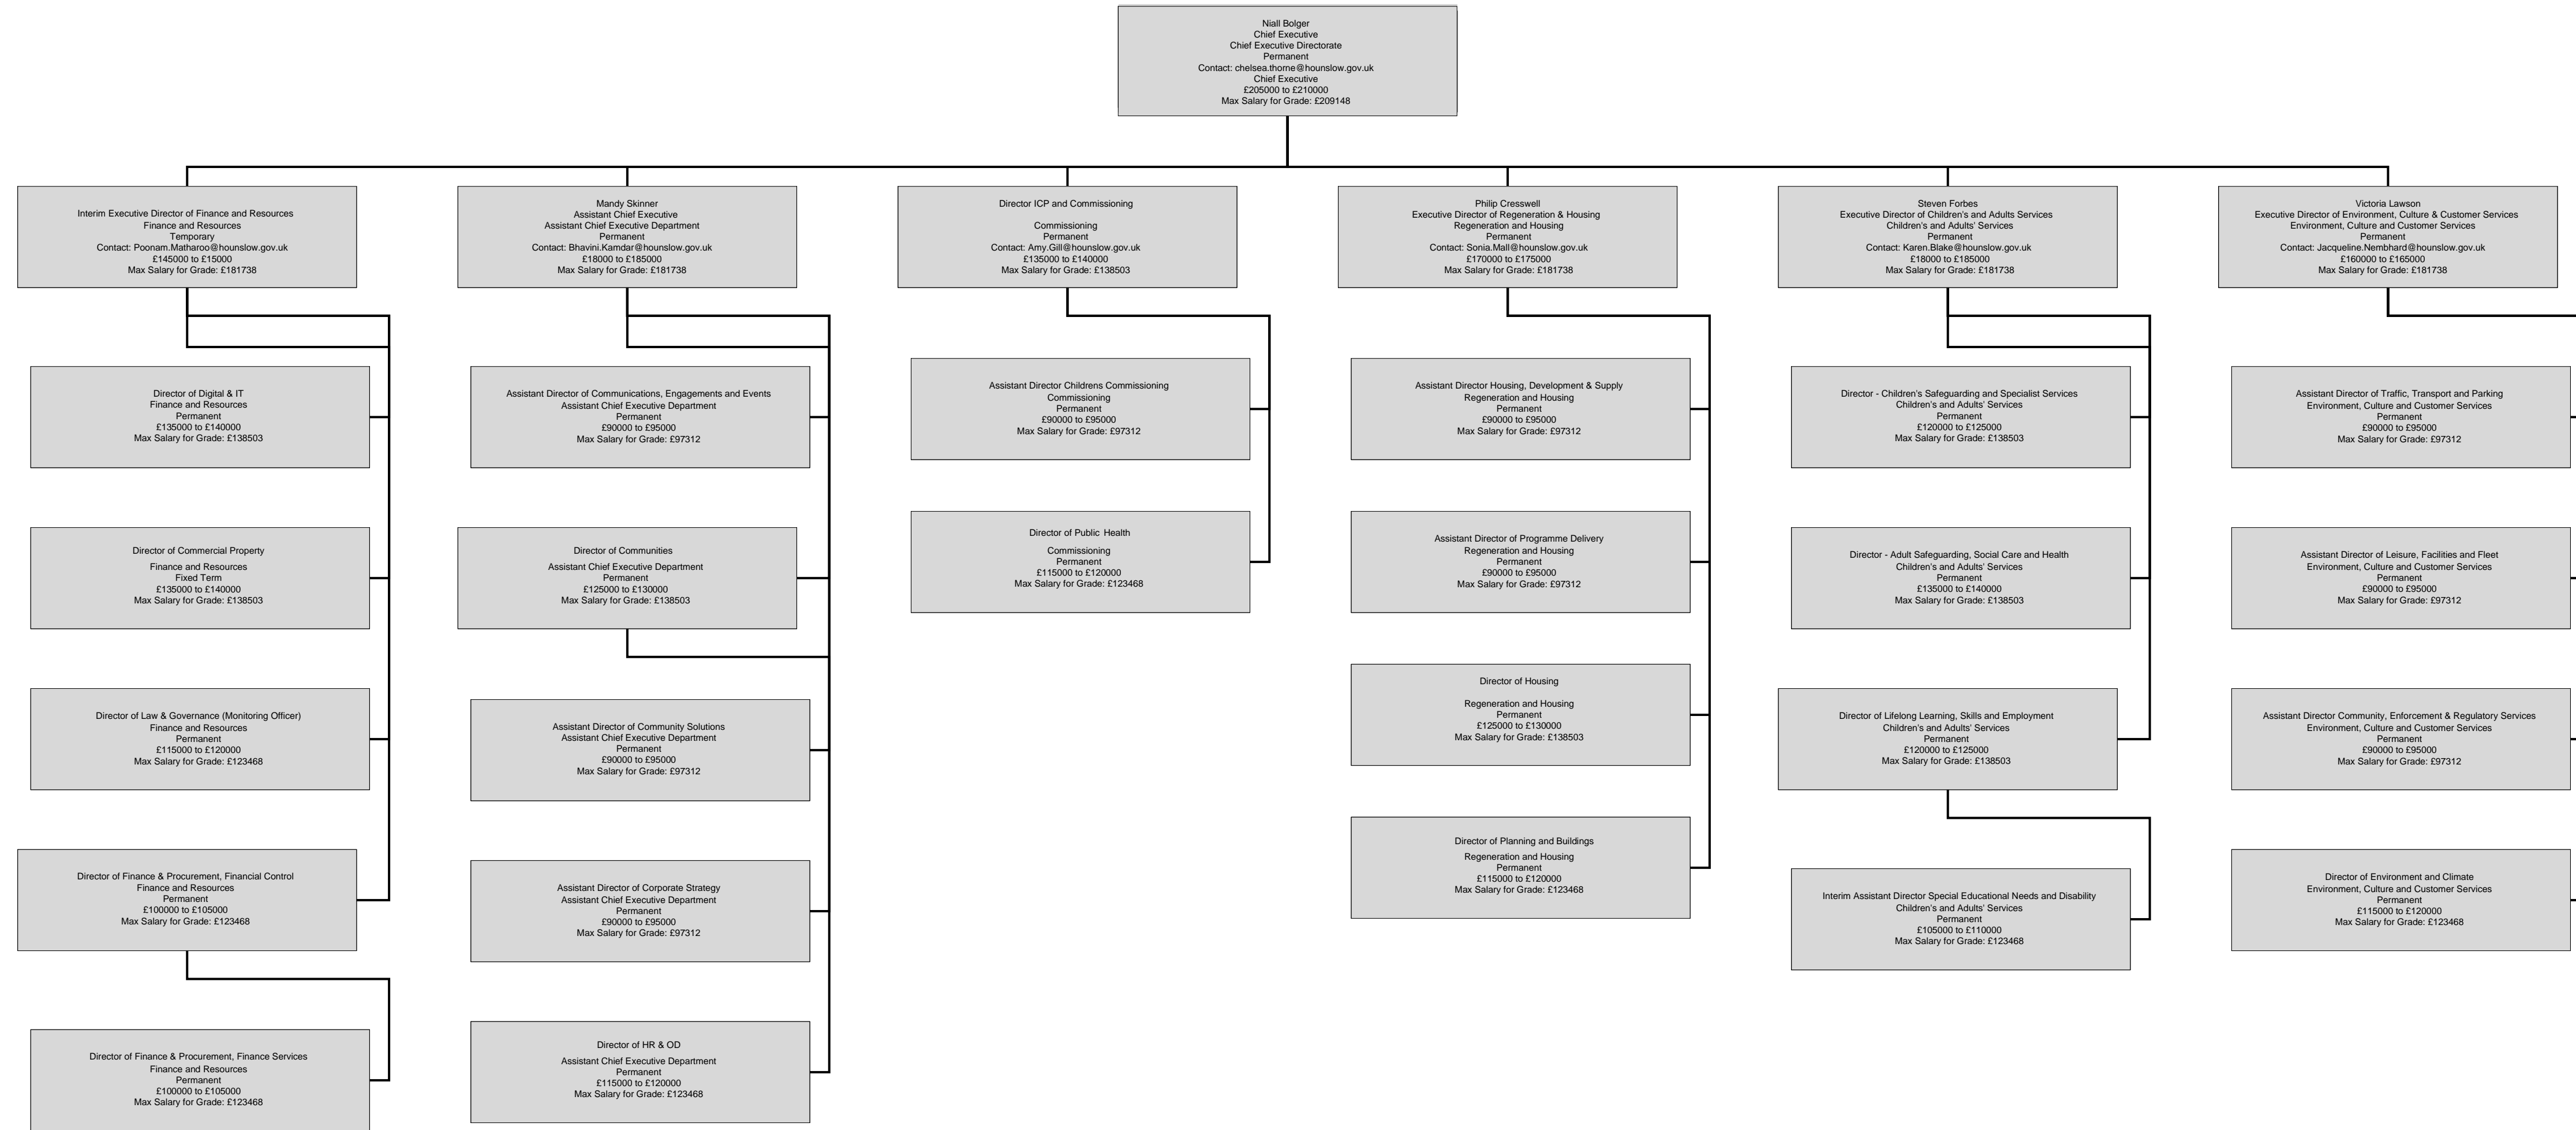 Niall Bolger
Chief Executive
Chief Executive Directorate
Permanent
Contact: chelsea.thorne@hounslow.gov.uk
Chief Executive
£205000 to £210000
Max Salary for Grade: £209148
Interim Executive Director of Finance and Resources
Finance and Resources
Temporary
Contact: Poonam.Matharoo@hounslow.gov.uk
£145000 to £15000
Max Salary for Grade: £181738
Mandy Skinner
Assistant Chief Executive
Assistant Chief Executive Department
Permanent
Contact: Bhavini.Kamdar@hounslow.gov.uk
£18000 to £185000
Max Salary for Grade: £181738
Director ICP and Commissioning
Commissioning
Permanent
Contact: Amy.Gill@hounslow.gov.uk
£135000 to £140000
Max Salary for Grade: £138503
Philip Cresswell
Executive Director of Regeneration & Housing
Regeneration and Housing
Permanent
Contact: Sonia.Mall@hounslow.gov.uk
£170000 to £175000
Max Salary for Grade: £181738
Steven Forbes
Executive Director of Children's and Adults Services
Children's and Adults' Services
Permanent
Contact: Karen.Blake@hounslow.gov.uk
£18000 to £185000
Max Salary for Grade: £181738
Victoria Lawson
Executive Director of Environment, Culture & Customer Services
Environment, Culture and Customer Services
Permanent
Contact: Jacqueline.Nembhard@hounslow.gov.uk
£160000 to £165000
Max Salary for Grade: £181738
Director of Digital & IT
Finance and Resources
Permanent
£135000 to £140000
Max Salary for Grade: £138503
Director of Commercial Property
Finance and Resources
Fixed Term
£135000 to £140000
Max Salary for Grade: £138503
Director of Law & Governance (Monitoring Officer)
Finance and Resources
Permanent
£115000 to £120000
Max Salary for Grade: £123468
Director of Finance & Procurement, Financial Control
Finance and Resources
Permanent
£100000 to £105000
Max Salary for Grade: £123468
Director of Finance & Procurement, Finance Services
Finance and Resources
Permanent
£100000 to £105000
Max Salary for Grade: £123468
Assistant Director of Communications, Engagements and Events
Assistant Chief Executive Department
Permanent
£90000 to £95000
Max Salary for Grade: £97312
Director of Communities
Assistant Chief Executive Department
Permanent
£125000 to £130000
Max Salary for Grade: £138503
Assistant Director of Community Solutions
Assistant Chief Executive Department
Permanent
£90000 to £95000
Max Salary for Grade: £97312
Assistant Director of Corporate Strategy
Assistant Chief Executive Department
Permanent
£90000 to £95000
Max Salary for Grade: £97312
Director of HR & OD
Assistant Chief Executive Department
Permanent
£115000 to £120000
Max Salary for Grade: £123468
Assistant Director Childrens Commissioning
Commissioning
Permanent
£90000 to £95000
Max Salary for Grade: £97312
Director of Public Health
Commissioning
Permanent
£115000 to £120000
Max Salary for Grade: £123468
Assistant Director Housing, Development & Supply
Regeneration and Housing
Permanent
£90000 to £95000
Max Salary for Grade: £97312
Assistant Director of Programme Delivery
Regeneration and Housing
Permanent
£90000 to £95000
Max Salary for Grade: £97312
Director of Housing
Regeneration and Housing
Permanent
£125000 to £130000
Max Salary for Grade: £138503
Director of Planning and Buildings
Regeneration and Housing
Permanent
£115000 to £120000
Max Salary for Grade: £123468
Director - Children's Safeguarding and Specialist Services
Children's and Adults' Services
Permanent
£120000 to £125000
Max Salary for Grade: £138503
Director - Adult Safeguarding, Social Care and Health
Children's and Adults' Services
Permanent
£135000 to £140000
Max Salary for Grade: £138503
Director of Lifelong Learning, Skills and Employment
Children's and Adults' Services
Permanent
£120000 to £125000
Max Salary for Grade: £138503
Interim Assistant Director Special Educational Needs and Disability
Children's and Adults' Services
Permanent
£105000 to £110000
Max Salary for Grade: £123468
Assistant Director of Traffic, Transport and Parking
Environment, Culture and Customer Services
Permanent
£90000 to £95000
Max Salary for Grade: £97312
Assistant Director of Leisure, Facilities and Fleet
Environment, Culture and Customer Services
Permanent
£90000 to £95000
Max Salary for Grade: £97312
Assistant Director Community, Enforcement & Regulatory Services
Environment, Culture and Customer Services
Permanent
£90000 to £95000
Max Salary for Grade: £97312
Director of Environment and Climate
Environment, Culture and Customer Services
Permanent
£115000 to £120000
Max Salary for Grade: £123468